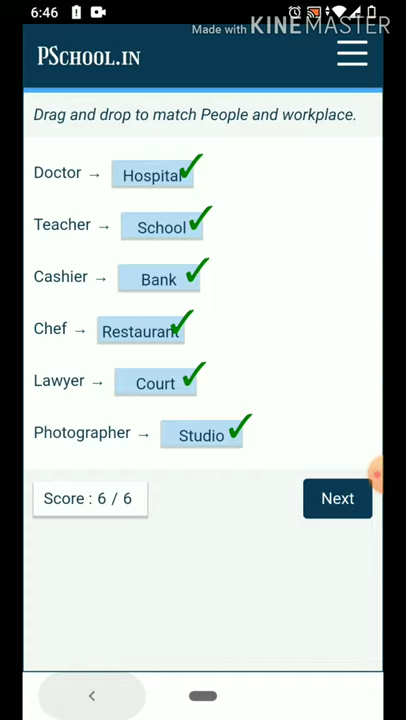 6:46
Made with KINEMASTER
PSCHOOL.IN
Drag and drop to match People and workplace.
Doctor → Hospital
Teacher → School
Cashier → Bank
Chef → Restaurant
Lawyer → Court
Photographer → Studio
Score : 6 / 6
Next